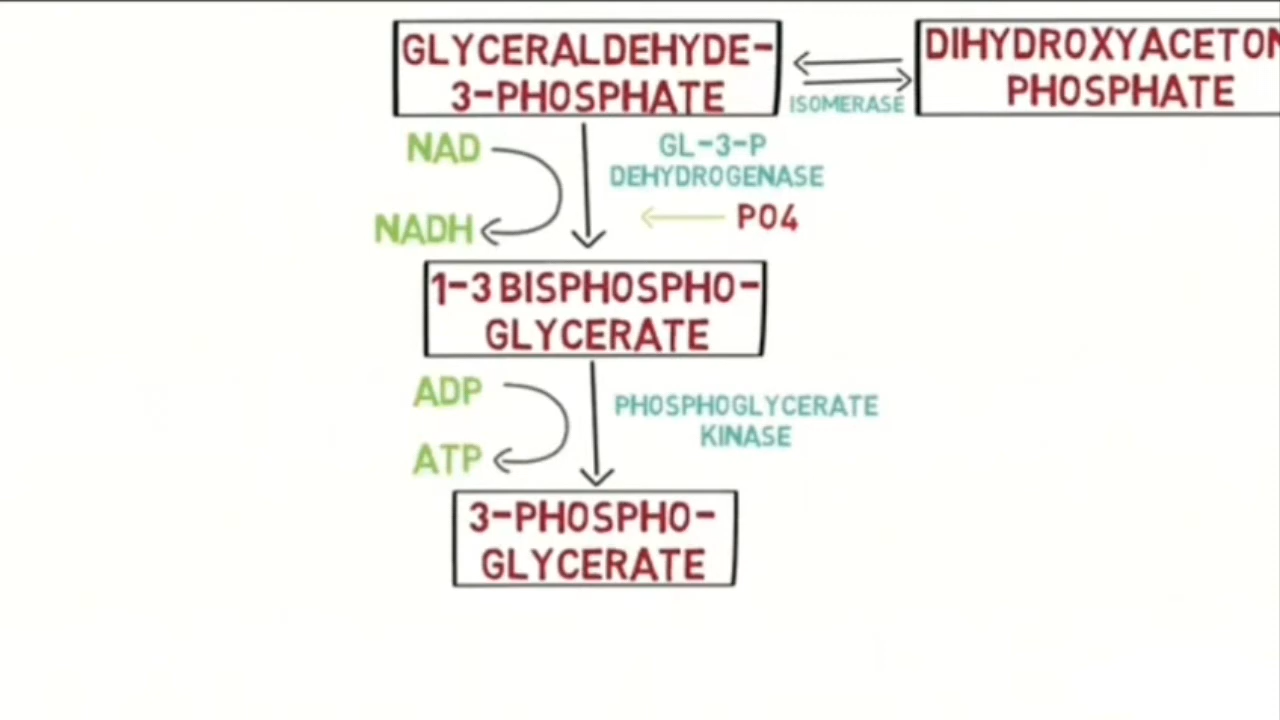 GLYCERALDEHYDE-
3-PHOSPHATE
ISOMERASE
DIHYDROXYACETON
PHOSPHATE
NAD
NADH
GL-3-P
DEHYDROGENASE
PO4
1-3 BISPHOSPHO-
GLYCERATE
ADP
ATP
PHOSPHOGLYCERATE
KINASE
3-PHOSPHO-
GLYCERATE